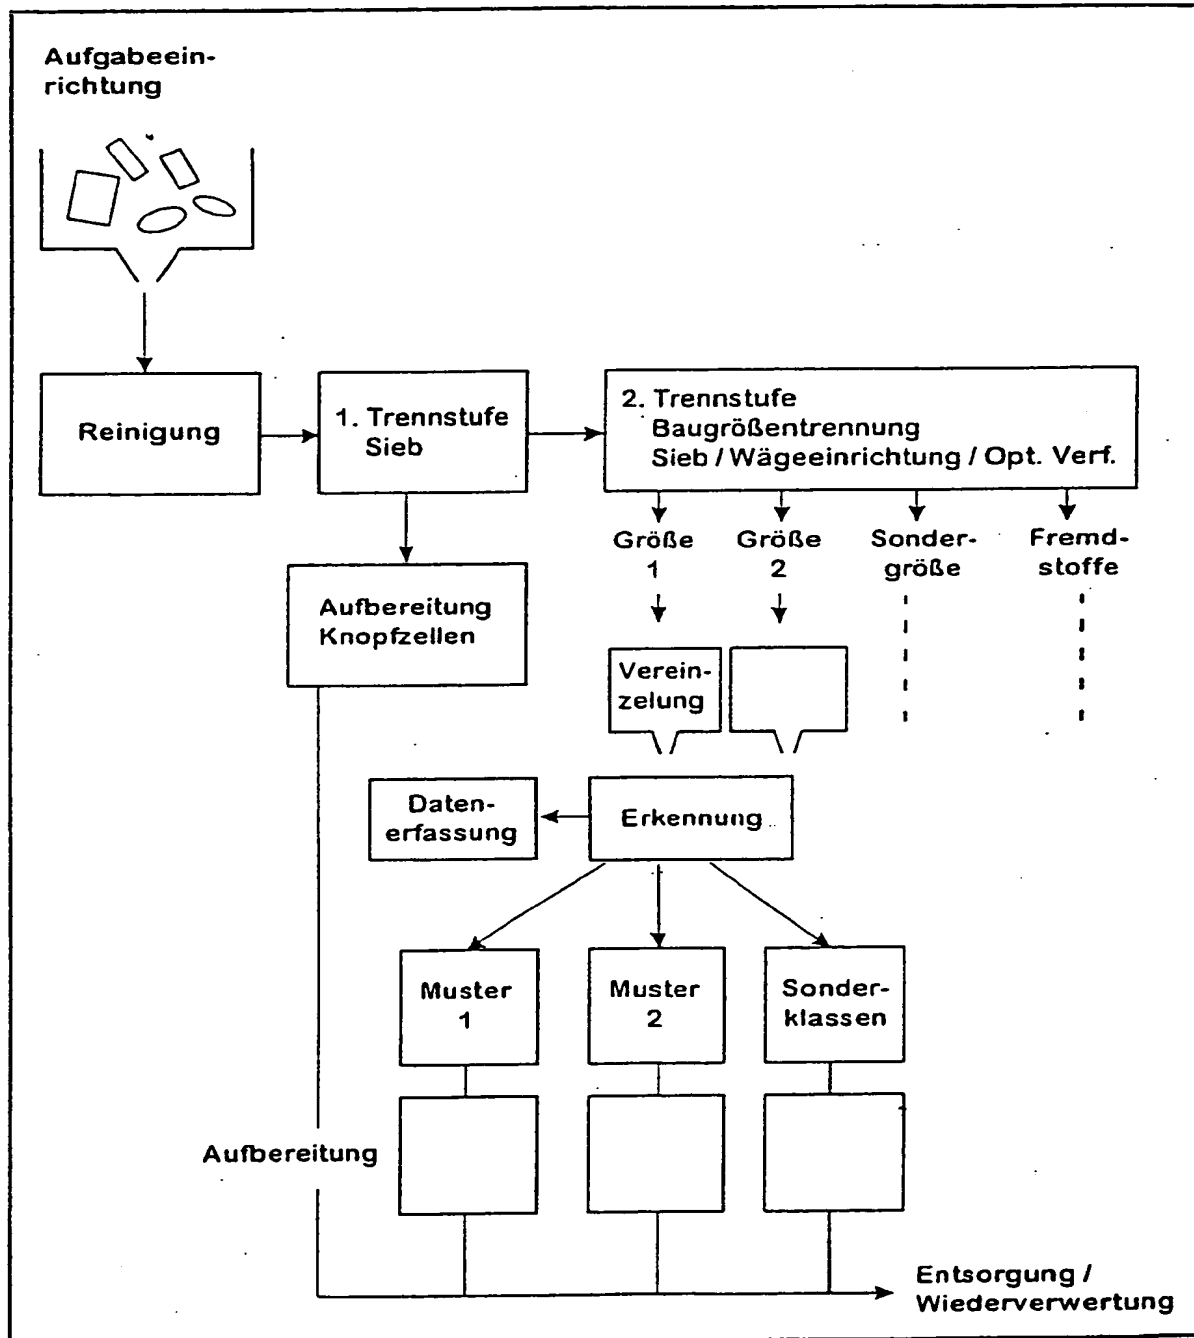 Aufgabeein-
richtung
Reinigung
1. Trennstufe
Sieb
2. Trennstufe
Baugrößentrennung
Sieb / Wägeeinrichtung / Opt. Verf.
Größe
1
Größe
2
Sonder-
größe
Fremd-
stoffe
Aufbereitung
Knopfzellen
Verein-
zelung
Daten-
erfassung
Erkennung
Muster
1
Muster
2
Sonder-
klassen
Aufbereitung
Entsorgung /
Wiederverwertung